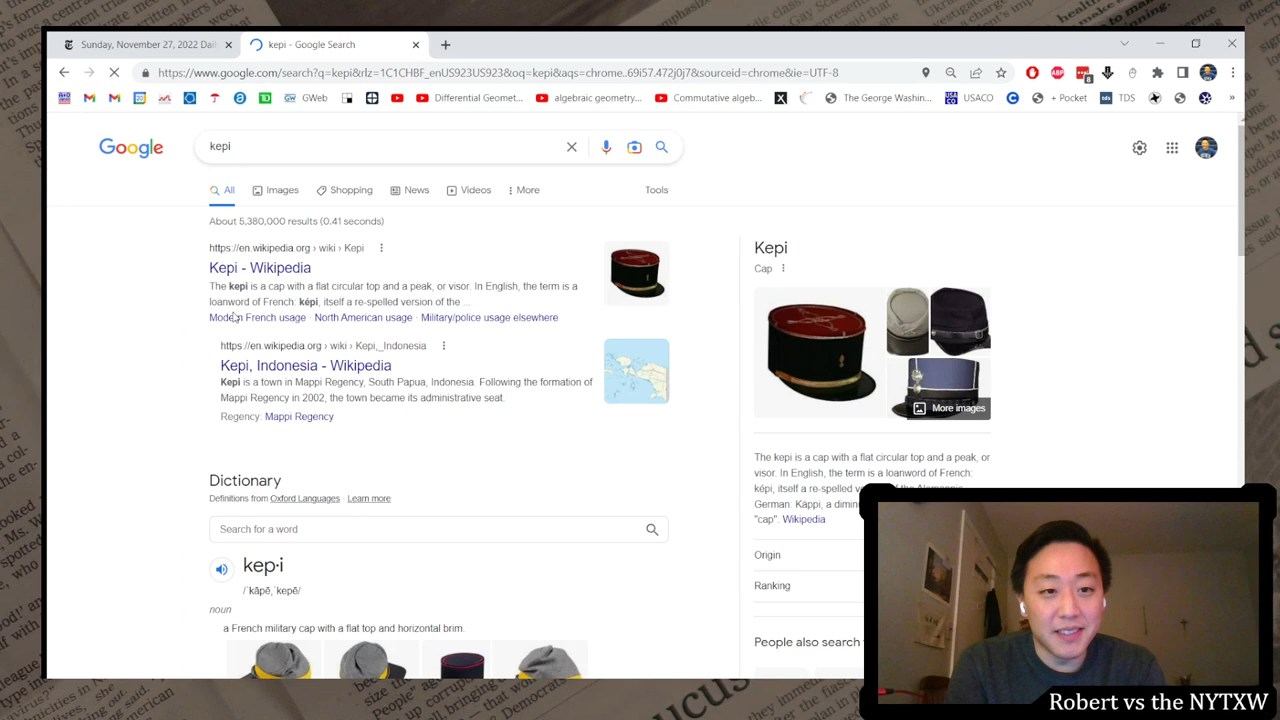 Sunday, November 27, 2022 Dail
kepi - Google Search
https://www.google.com/search?q=kepi&rlz=1C1CHBF_enUS923US923&oq=kepi&aqs=chrome..69i57.472j0j7&sourceid=chrome&ie=UTF-8
GWeb
Differential Geomet...
algebraic geometry...
Commutative algeb...
The George Washin...
USACO
+ Pocket
TDS
Google
kepi
All
Images
Shopping
News
Videos
More
Tools
About 5,380,000 results (0.41 seconds)
https://en.wikipedia.org › wiki › Kepi
Kepi - Wikipedia
The kepi is a cap with a flat circular top and a peak, or visor. In English, the term is a
loanword of French: képi, itself a re-spelled version of the ...
Modern French usage · North American usage · Military/police usage elsewhere
https://en.wikipedia.org › wiki › Kepi,_Indonesia
Kepi, Indonesia - Wikipedia
Kepi is a town in Mappi Regency, South Papua, Indonesia. Following the formation of
Mappi Regency in 2002, the town became its administrative seat.
Regency: Mappi Regency
Dictionary
Definitions from Oxford Languages · Learn more
Search for a word
kep·i
/ˈkāpē,ˈkepē/
noun
a French military cap with a flat top and horizontal brim.
Kepi
Cap
More images
The kepi is a cap with a flat circular top and a peak, or
visor. In English, the term is a loanword of French:
képi, itself a re-spelled
German: Käppi, a
"cap". Wikipedia
Origin
Ranking
People also search
Robert vs the NYTXW